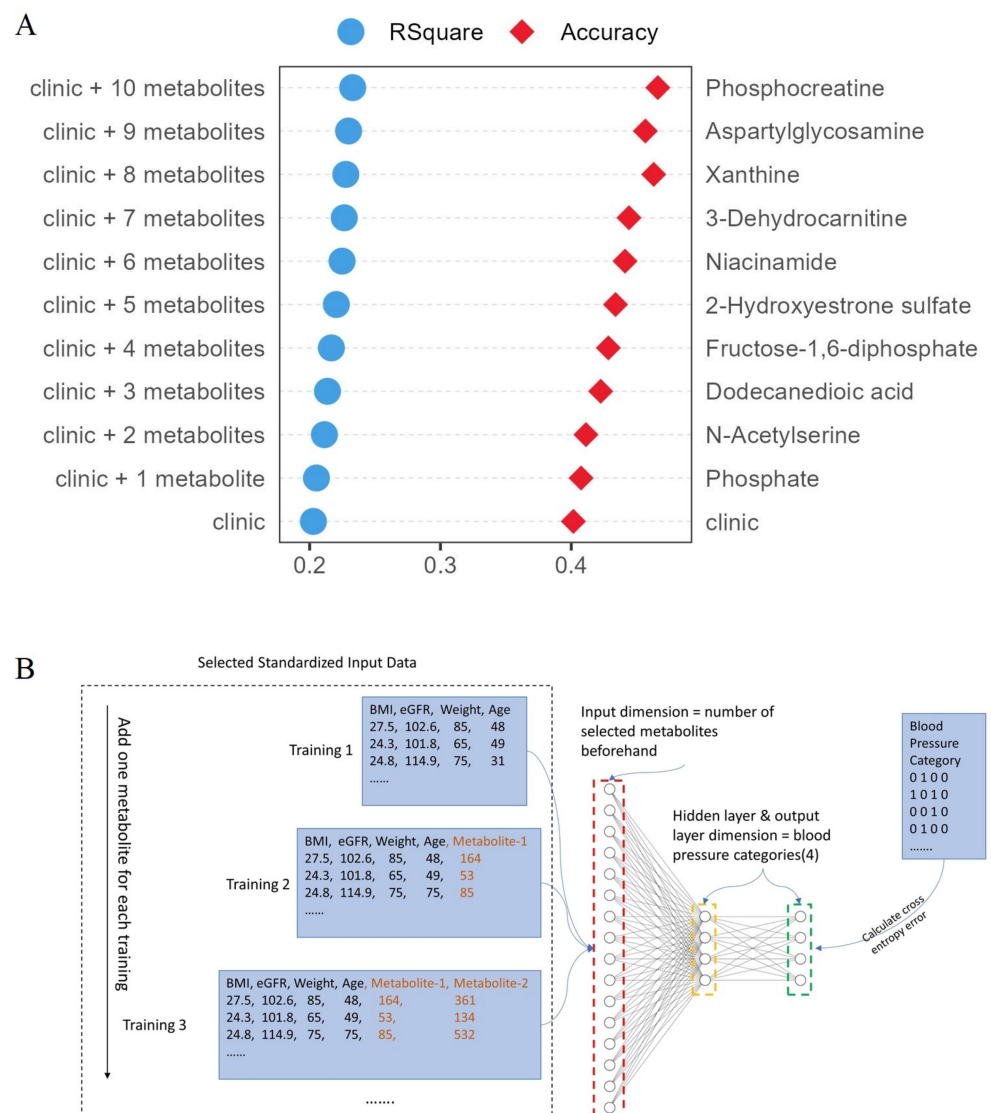 A
RSquare Accuracy
clinic + 10 metabolites Phosphocreatine
clinic + 9 metabolites Aspartylglycosamine
clinic + 8 metabolites Xanthine
clinic + 7 metabolites 3-Dehydrocarnitine
clinic + 6 metabolites Niacinamide
clinic + 5 metabolites 2-Hydroxyestrone sulfate
clinic + 4 metabolites Fructose-1,6-diphosphate
clinic + 3 metabolites Dodecanedioic acid
clinic + 2 metabolites N-Acetylserine
clinic + 1 metabolite Phosphate
clinic clinic
0.2 0.3 0.4
B
Selected Standardized Input Data
Add one metabolite for each training
Training 1
BMI, eGFR, Weight, Age
27.5, 102.6, 85, 48
24.3, 101.8, 65, 49
24.8, 114.9, 75, 31
......
Training 2
BMI, eGFR, Weight, Age, Metabolite-1
27.5, 102.6, 85, 48, 164
24.3, 101.8, 65, 49, 53
24.8, 114.9, 75, 75, 85
......
Training 3
BMI, eGFR, Weight, Age, Metabolite-1, Metabolite-2
27.5, 102.6, 85, 48, 164, 361
24.3, 101.8, 65, 49, 53, 134
24.8, 114.9, 75, 75, 85, 532
......
.......
Input dimension = number of
selected metabolites
beforehand
Hidden layer & output
layer dimension = blood
pressure categories(4)
Blood
Pressure
Category
0 1 0 0
1 0 1 0
0 0 1 0
0 1 0 0
.......
Calculate cross
entropy error